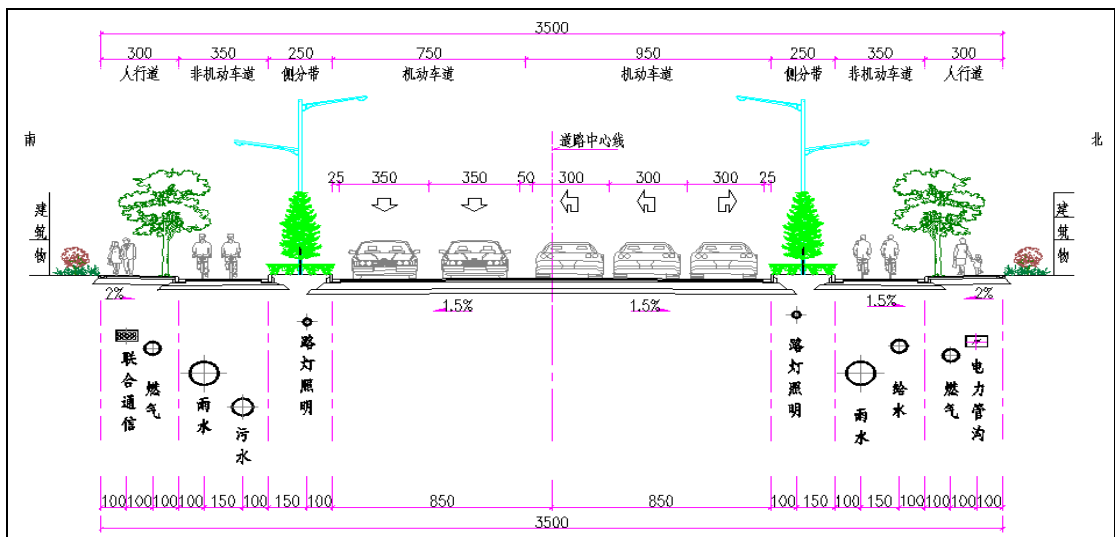 3500
300 350 250 750 950 250 350 300
人行道 非机动车道 侧分带 机动车道 机动车道 侧分带 非机动车道 人行道
南
道路中心线
北
25 350 350 50 300 300 300 25
建筑物
建筑物
2% 1.5% 1.5% 1.5% 2%
联合通信
燃气
雨水
污水
路灯照明
路灯照明
雨水
给水
燃气
电力管沟
100 100 100 100 150 100 150 100 850 850 100 150 100 150 100 100 100 100
3500